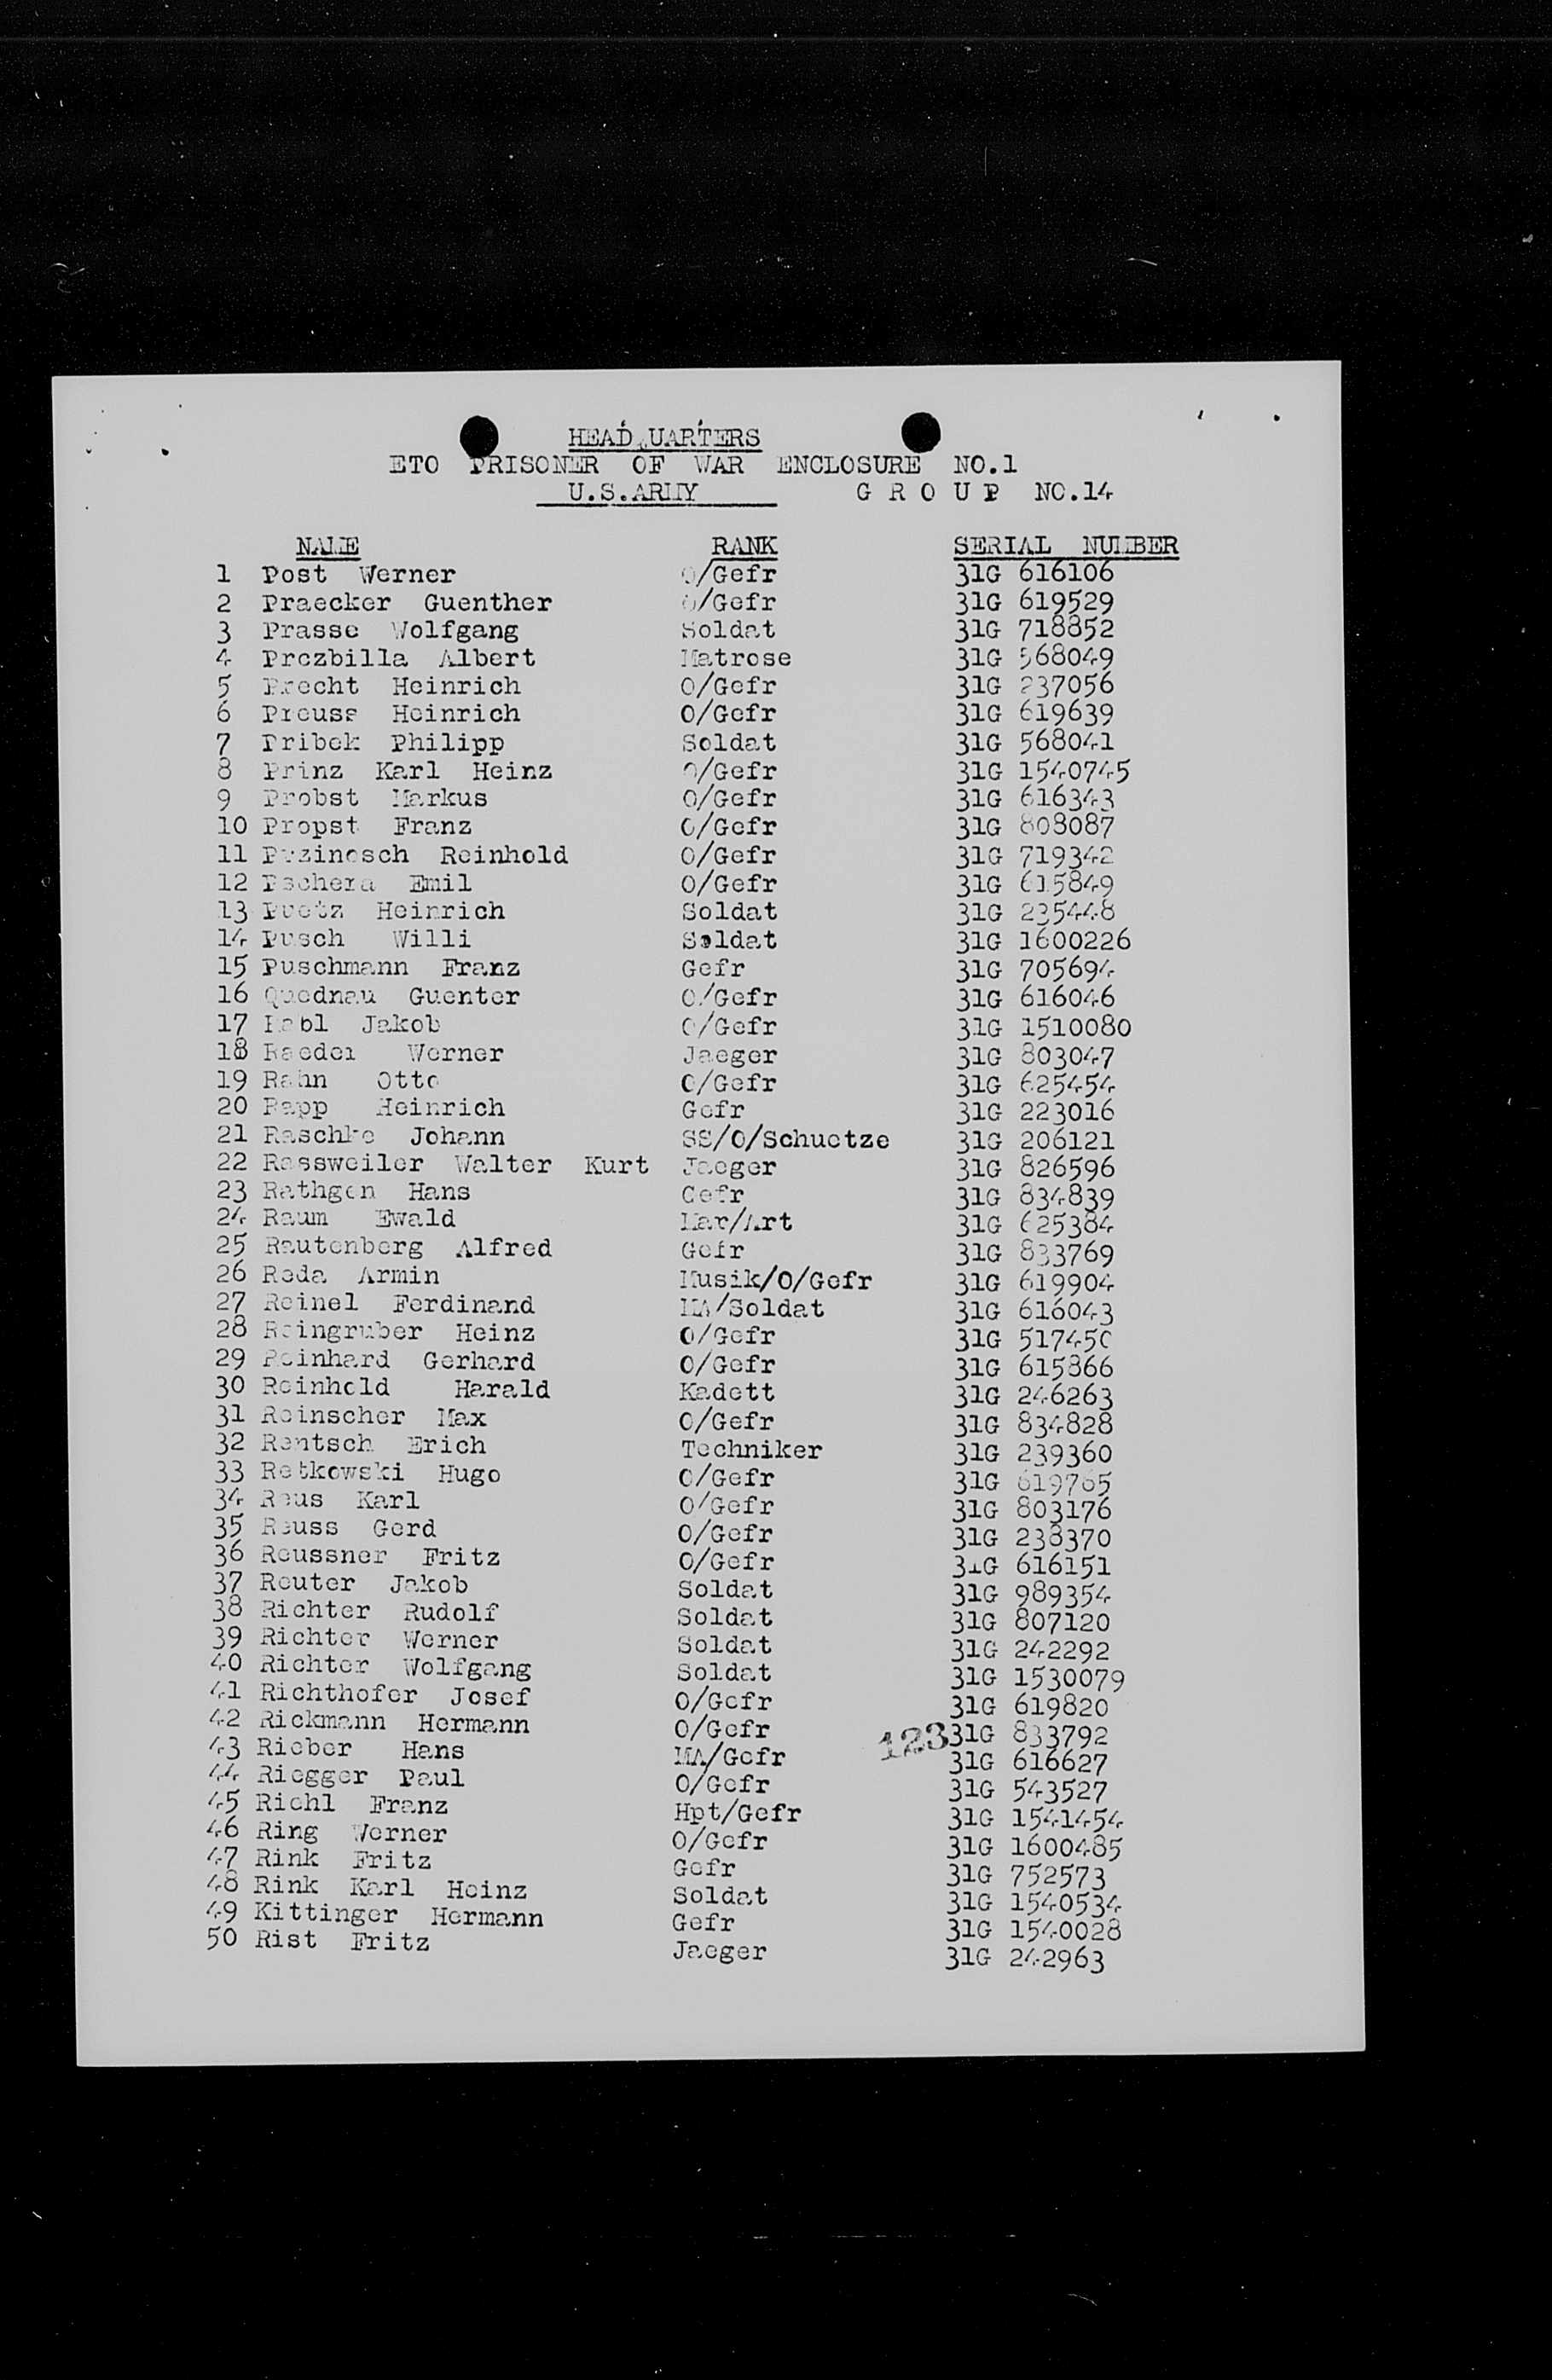 HEADQUARTERS
ETO PRISONER OF WAR ENCLOSURE NO.1
U.S.ARMY G R O U P NO.14
NAME RANK SERIAL NUMBER
1 Post Werner O/Gefr 31G 616106
2 Praecker Guenther O/Gefr 31G 619529
3 Prasse Wolfgang Soldat 31G 718852
4 Prezbilla Albert Matrose 31G 568049
5 Precht Heinrich O/Gefr 31G 237056
6 Preuss Heinrich O/Gefr 31G 619639
7 Pribek Philipp Soldat 31G 568041
8 Prinz Karl Heinz O/Gefr 31G 1540745
9 Probst Markus O/Gefr 31G 616343
10 Propst Franz O/Gefr 31G 808087
11 Przinosch Reinhold O/Gefr 31G 719342
12 Pschera Emil O/Gefr 31G 615849
13 Puetz Heinrich Soldat 31G 235448
14 Pusch Willi Soldat 31G 1600226
15 Puschmann Franz Gefr 31G 705694
16 Quednau Guenter O/Gefr 31G 616046
17 Rabl Jakob O/Gefr 31G 1510080
18 Raeder Werner Jaeger 31G 803047
19 Rahn Otto O/Gefr 31G 625454
20 Rapp Heinrich Gefr 31G 223016
21 Raschke Johann SS/O/Schuetze 31G 206121
22 Rassweiler Walter Kurt Jaeger 31G 826596
23 Rathgen Hans Gefr 31G 834839
24 Raum Ewald Mar/Art 31G 625384
25 Rautenberg Alfred Gefr 31G 833769
26 Reda Armin Musik/O/Gefr 31G 619904
27 Reinel Ferdinand MA/Soldat 31G 616043
28 Reingruber Heinz O/Gefr 31G 517450
29 Reinhard Gerhard O/Gefr 31G 615866
30 Reinhold Harald Kadett 31G 246263
31 Reinscher Max O/Gefr 31G 834828
32 Rentsch Erich Techniker 31G 239360
33 Retkowski Hugo O/Gefr 31G 619765
34 Reus Karl O/Gefr 31G 803176
35 Reuss Gerd O/Gefr 31G 238370
36 Reussner Fritz O/Gefr 31G 616151
37 Reuter Jakob Soldat 31G 989354
38 Richter Rudolf Soldat 31G 807120
39 Richter Werner Soldat 31G 242292
40 Richter Wolfgang Soldat 31G 1530079
41 Richthofer Josef O/Gefr 31G 619820
42 Rickmann Hermann O/Gefr 31G 833792
123
43 Rieber Hans MA/Gefr 31G 616627
44 Riegger Paul O/Gefr 31G 543527
45 Riehl Franz Hpt/Gefr 31G 1541454
46 Ring Werner O/Gefr 31G 1600485
47 Rink Fritz Gefr 31G 752573
48 Rink Karl Heinz Soldat 31G 1540534
49 Kittinger Hermann Gefr 31G 1540028
50 Rist Fritz Jaeger 31G 242963